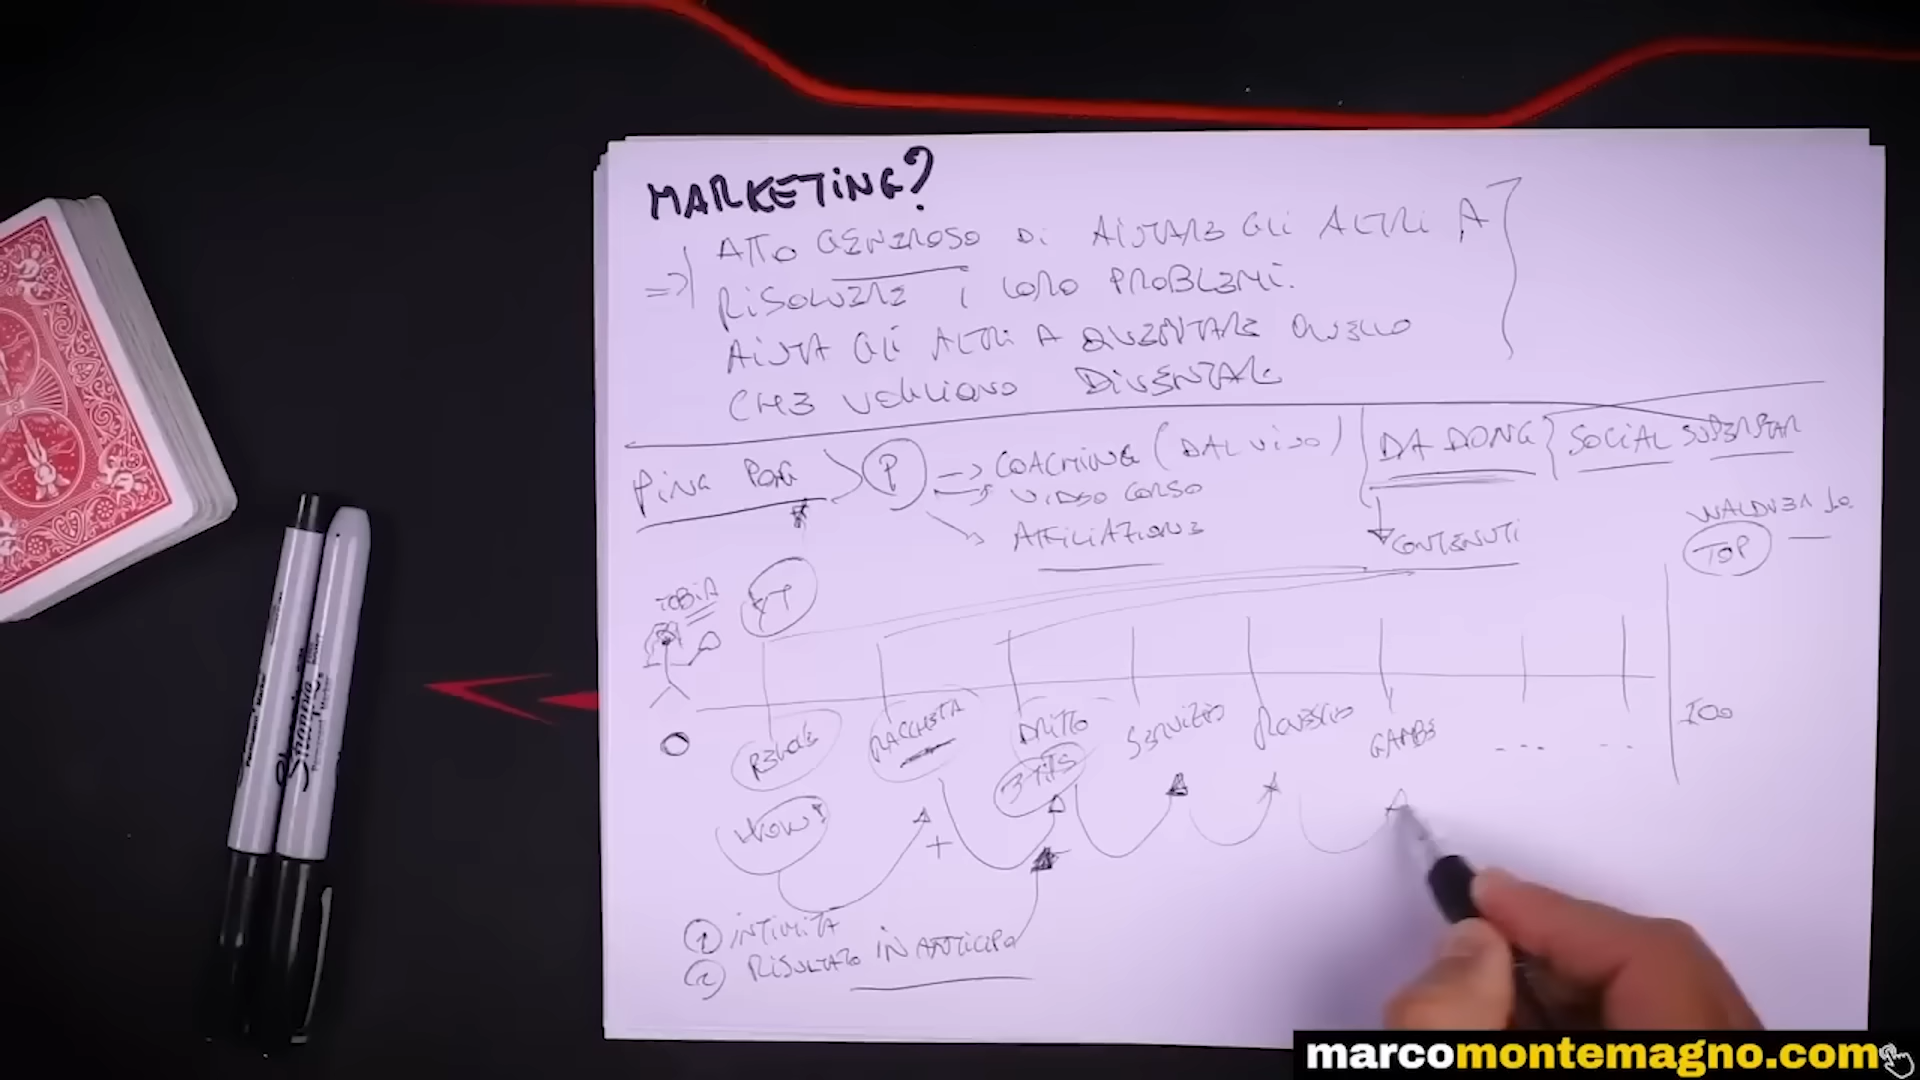 MARKETING?
=> ATTO GENEROSO DI AIUTARE GLI ALTRI A
RISOLVERE I LORO PROBLEMI.
AIUTA GLI ALTRI A DIVENTARE QUELLO
CHE VOGLIONO DIVENTARE
PING PONG
P
COACHING (DAL VIVO)
VIDEO CORSO
AFFILIAZIONE
DA DONG
CONTENUTI
SOCIAL SUPERSTAR
WALDNER
TOP
TOBIA
YT
0
REGOLE
RACCHETTA
DRITTO
3 TIPS
SERVIZIO
ROVESCIO
GAMBE
... ...
100
WOW!
+
1 INTIMITÀ
2 RISULTATO IN ANTICIPO
Sharpie
marcomontemagno.com